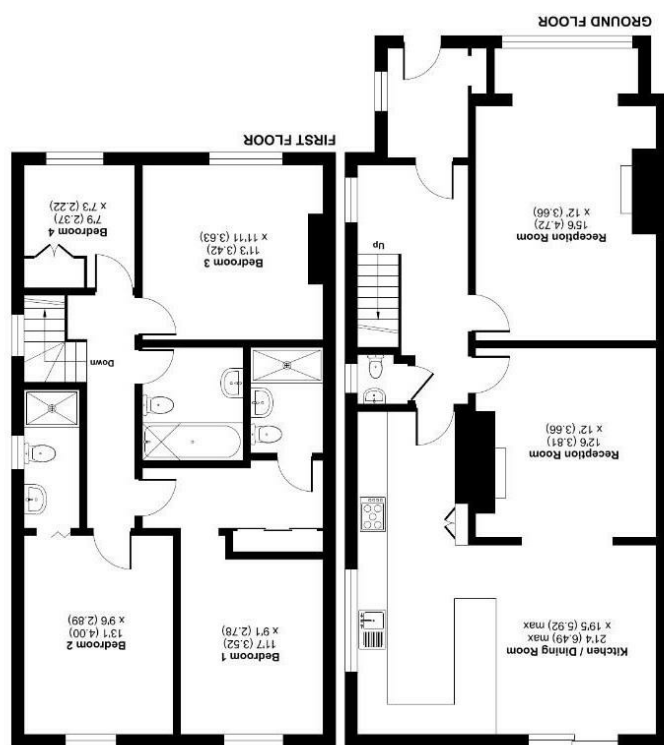 Kitchen / Dining Room
21'4 (6.49) max
x 19'5 (5.92) max
Reception Room
12'6 (3.81)
x 12' (3.66)
Reception Room
15'6 (4.72)
x 12' (3.66)
Up
GROUND FLOOR
Bedroom 1
11'7 (3.52)
x 9'1 (2.78)
Bedroom 2
13'1 (4.00)
x 9'6 (2.89)
Down
Bedroom 3
11'3 (3.42)
x 11'11 (3.63)
Bedroom 4
7'9 (2.37)
x 7'3 (2.22)
FIRST FLOOR